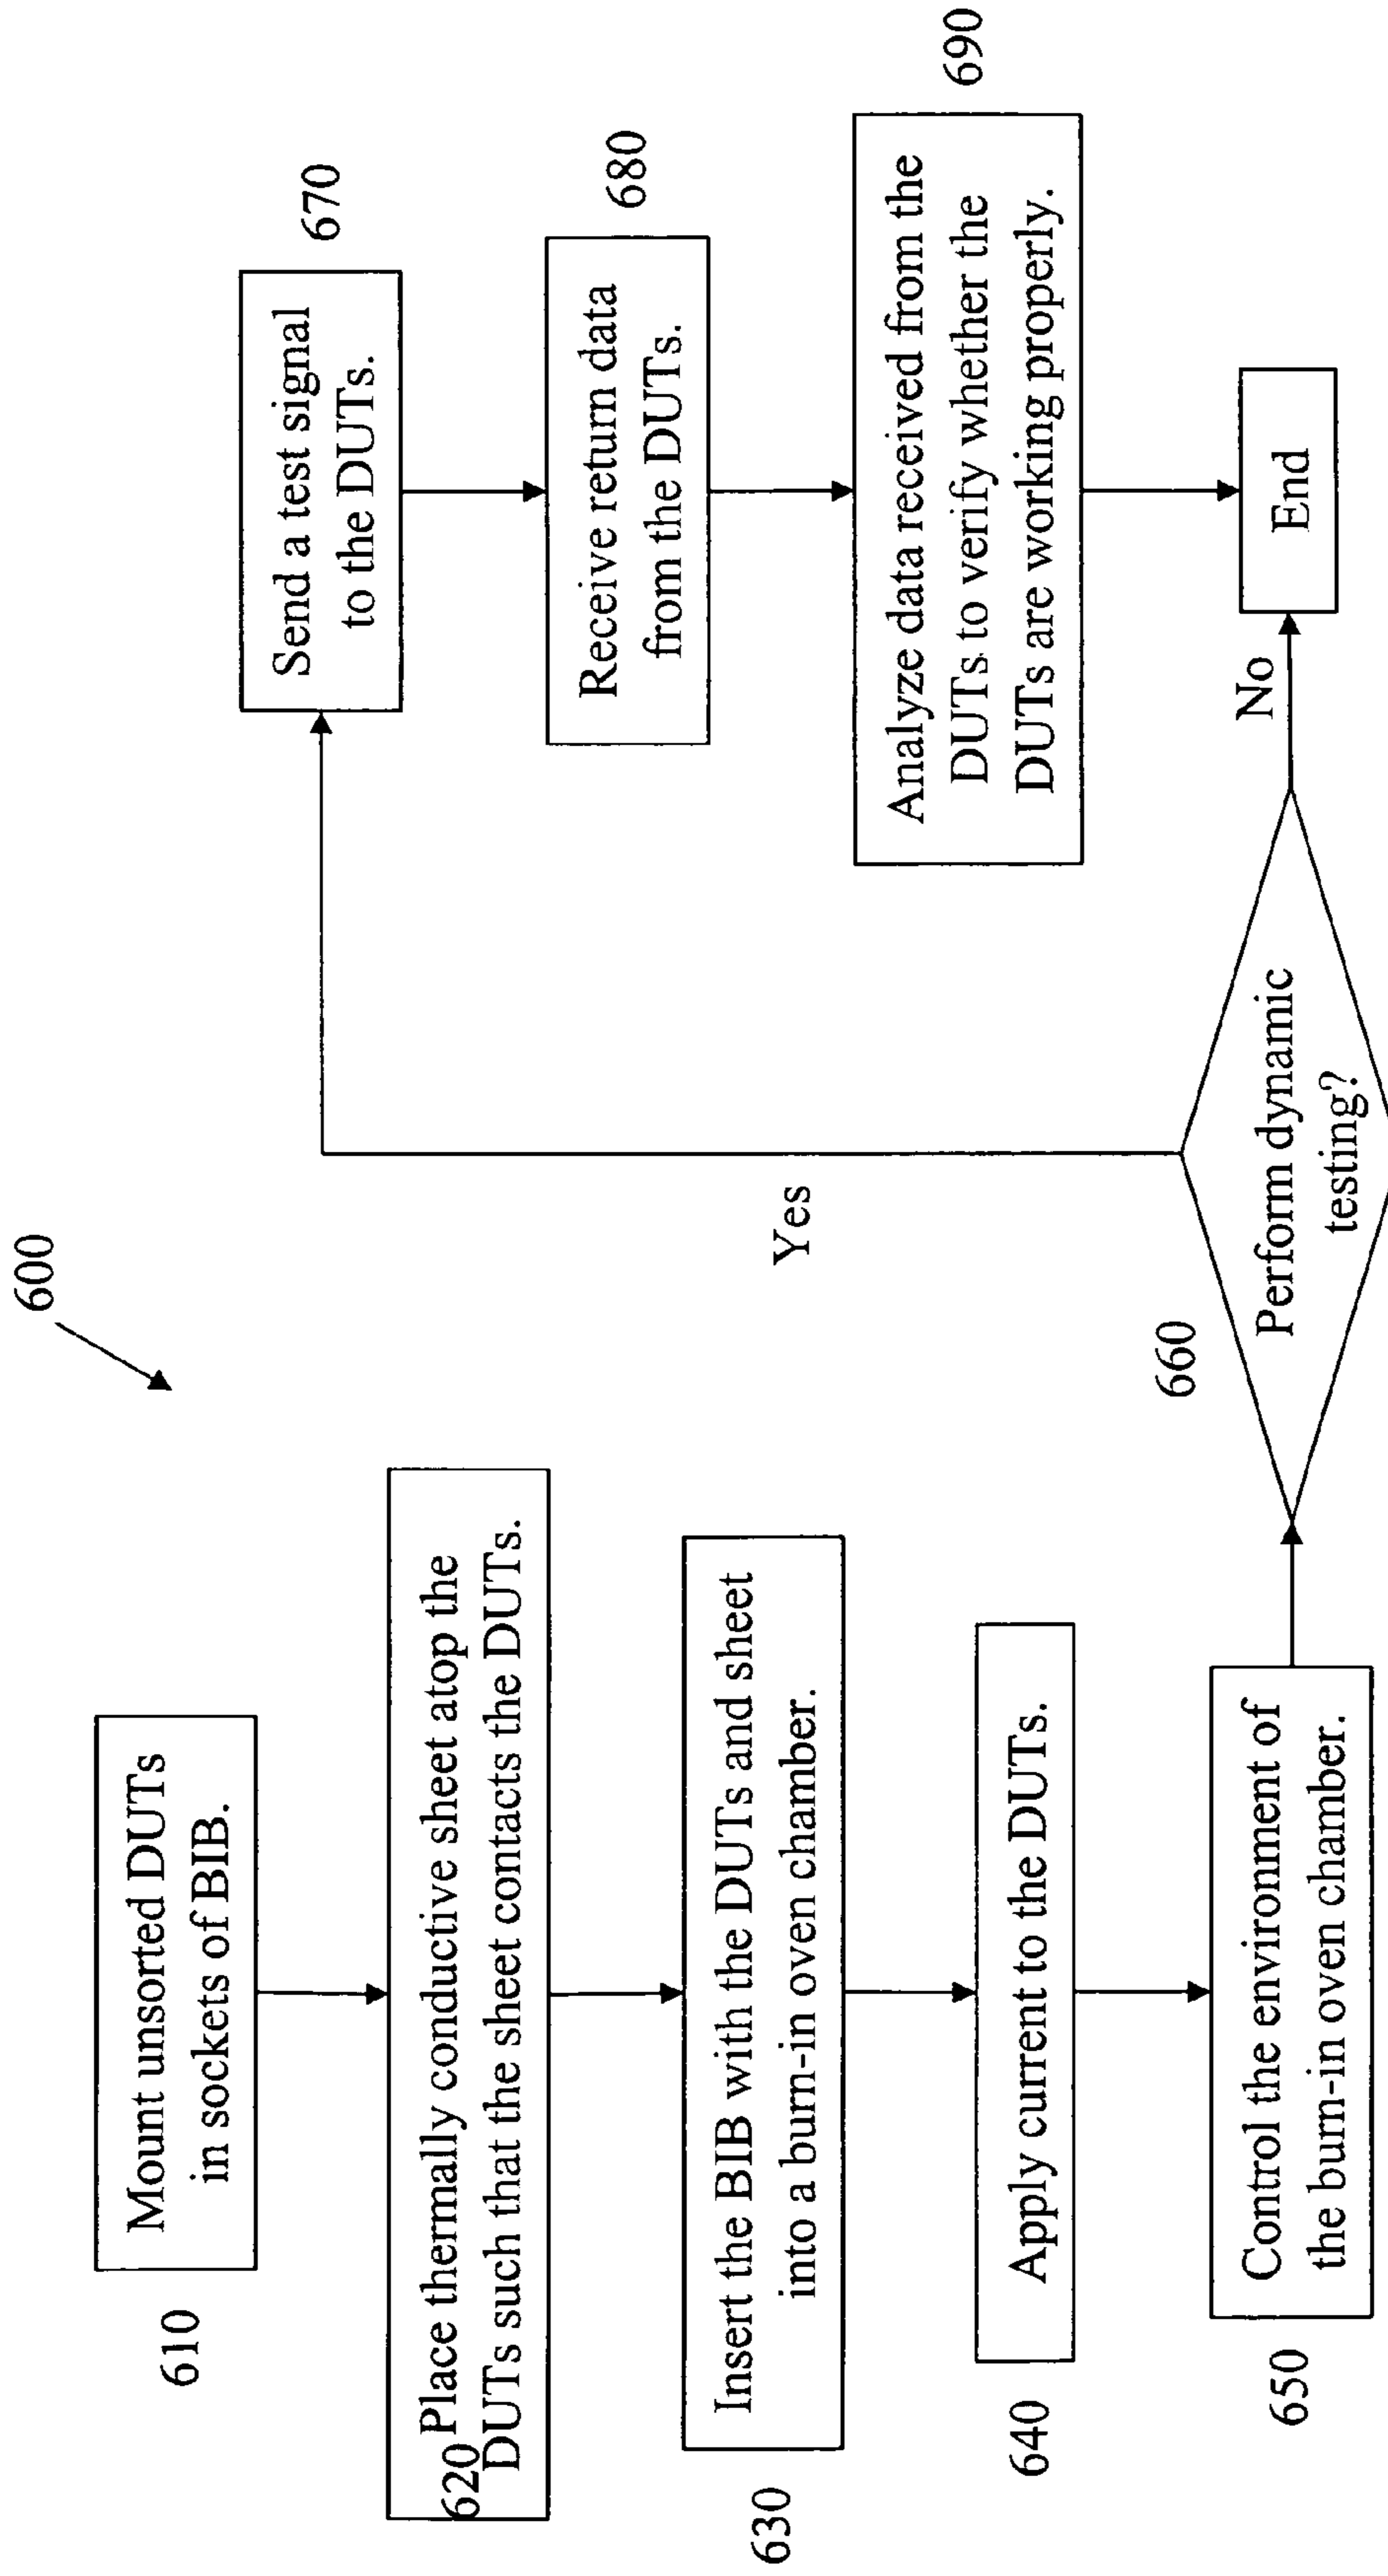 600
610
Mount unsorted DUTs
in sockets of BIB.
620
Place thermally conductive sheet atop the
DUTs such that the sheet contacts the DUTs.
630
Insert the BIB with the DUTs and sheet
into a burn-in oven chamber.
640
Apply current to the DUTs.
650
Control the environment of
the burn-in oven chamber.
660
Perform dynamic
testing?
Yes
No
670
Send a test signal
to the DUTs.
680
Receive return data
from the DUTs.
690
Analyze data received from the
DUTs to verify whether the
DUTs are working properly.
End